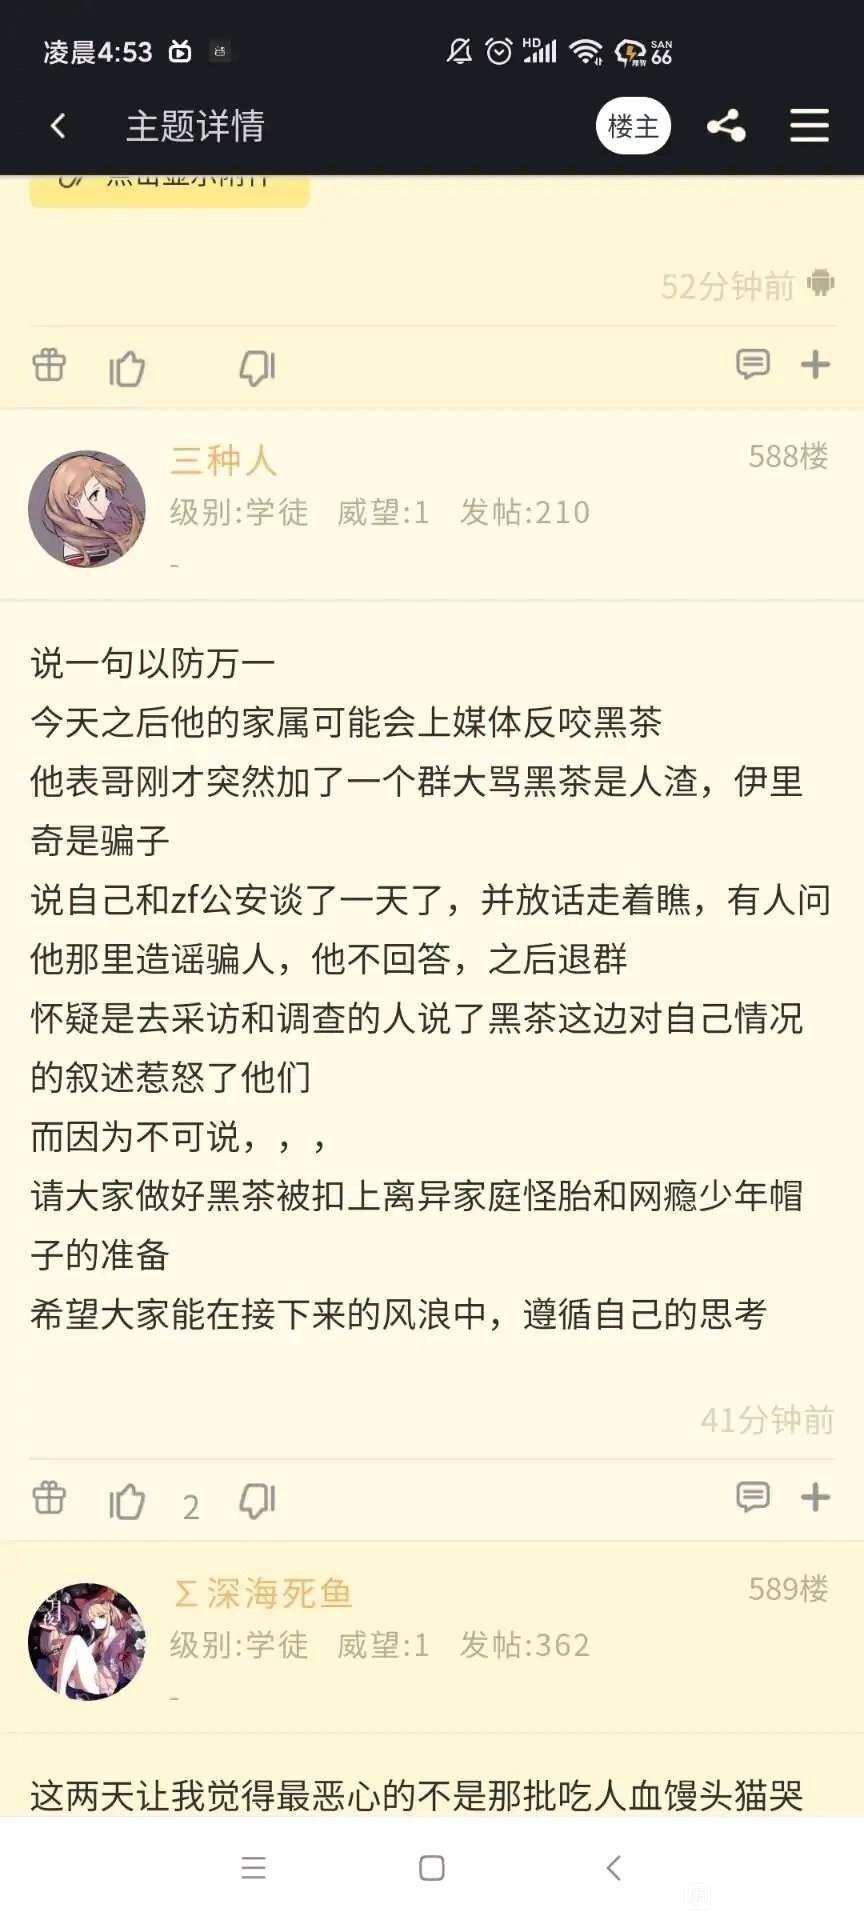 凌晨4:53
HD
SAN
66
主题详情
楼主
点击显示附件
52分钟前
三种人
588楼
级别:学徒 威望:1 发帖:210
-
说一句以防万一
今天之后他的家属可能会上媒体反咬黑茶
他表哥刚才突然加了一个群大骂黑茶是人渣，伊里
奇是骗子
说自己和zf公安谈了一天了，并放话走着瞧，有人问
他那里造谣骗人，他不回答，之后退群
怀疑是去采访和调查的人说了黑茶这边对自己情况
的叙述惹怒了他们
而因为不可说，，，
请大家做好黑茶被扣上离异家庭怪胎和网瘾少年帽
子的准备
希望大家能在接下来的风浪中，遵循自己的思考
41分钟前
2
∑深海死鱼
589楼
级别:学徒 威望:1 发帖:362
-
这两天让我觉得最恶心的不是那批吃人血馒头猫哭